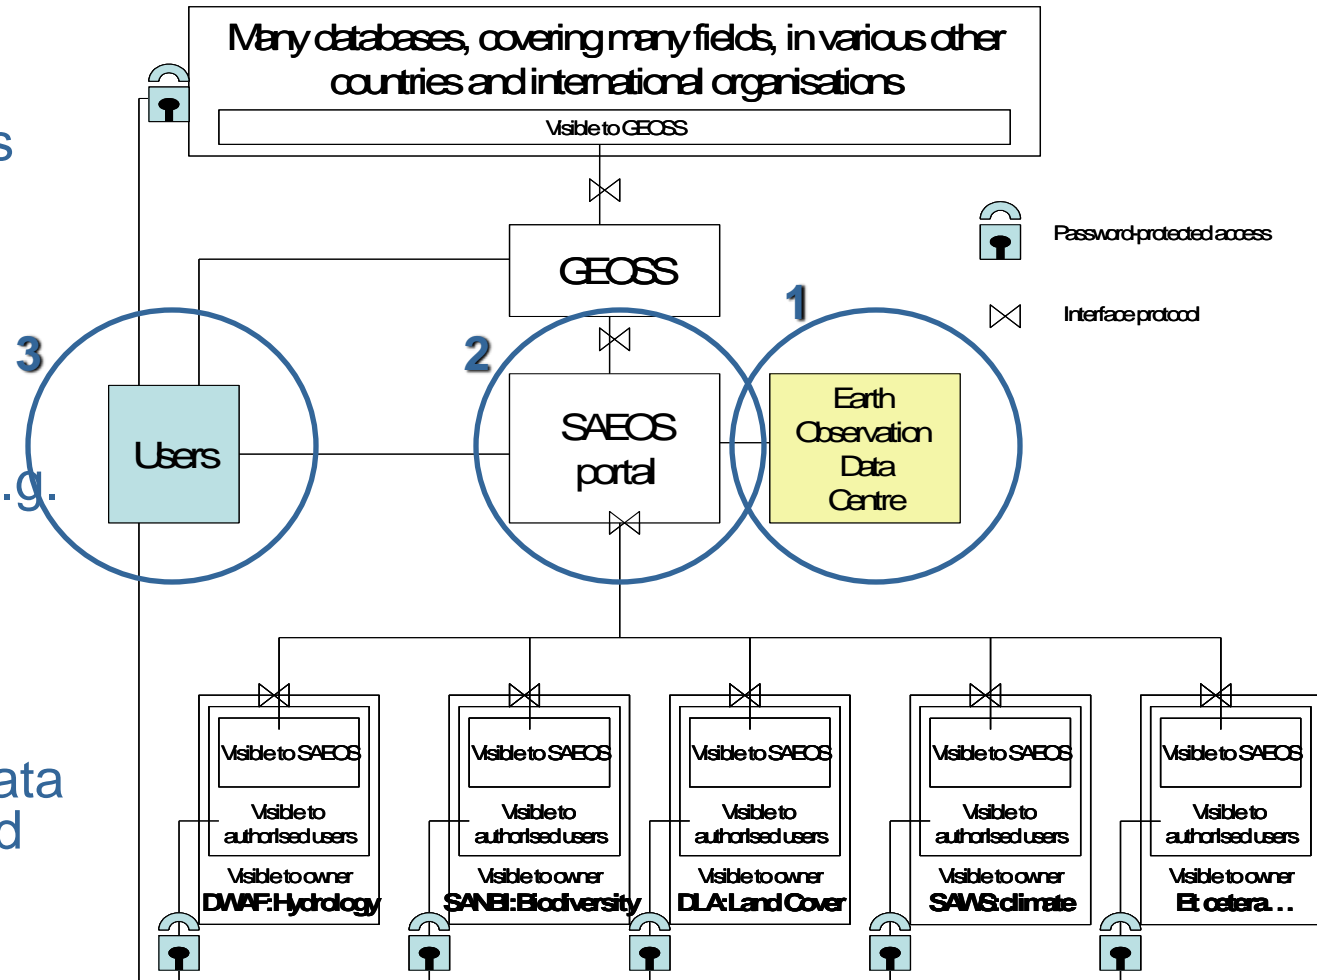 Many databases, covering many fields, in various other
countries and international organisations
Visible to GEOSS
s
Password-protected access
GEOSS
Interface protocol
1
2
3
Earth
Observation
Data
Centre
SAEOS
portal
Users
.g.
Visible to SAEOS
Visible to SAEOS
Visible to SAEOS
Visible to SAEOS
Visible to SAEOS
ata
d
Visible to
authorised users
Visible to
authorised users
Visible to
authorised users
Visible to
authorised users
Visible to
authorised users
Visible to owner
DWAF: Hydrology
Visible to owner
SANBI: Biodiversity
Visible to owner
DLA: Land Cover
Visible to owner
SAWS: climate
Visible to owner
Et cetera…